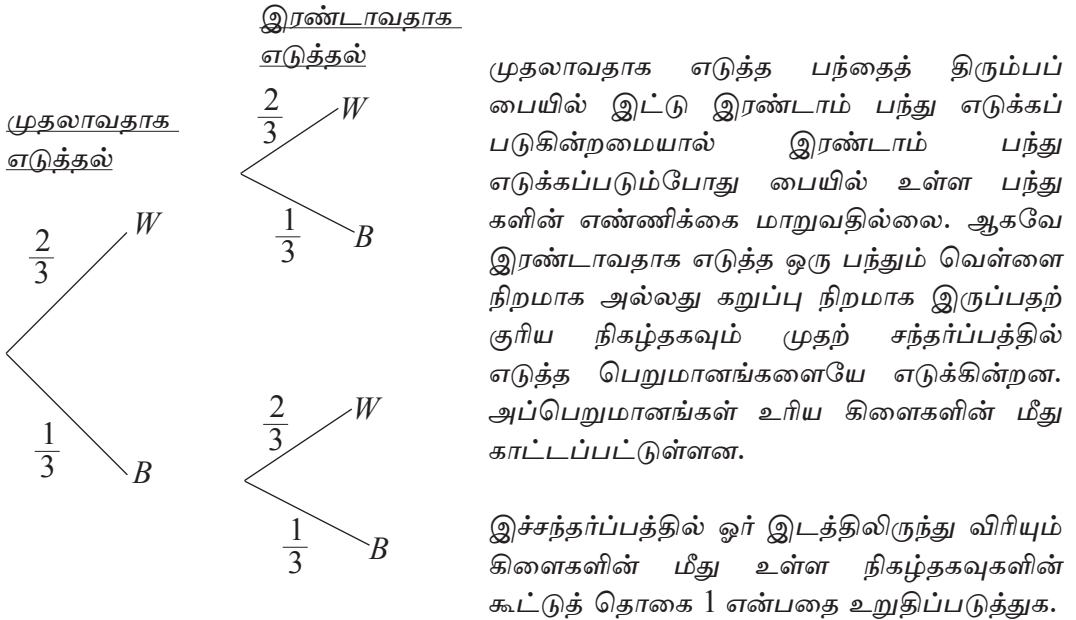 இரண்டாவதாக
எடுத்தல்
முதலாவதாக
எடுத்தல்
2/3
W
1/3
B
2/3
W
1/3
B
2/3
W
1/3
B
முதலாவதாக எடுத்த பந்தைத் திரும்பப்
பையில் இட்டு இரண்டாம் பந்து எடுக்கப்
படுகின்றமையால் இரண்டாம் பந்து
எடுக்கப்படும்போது பையில் உள்ள பந்து
களின் எண்ணிக்கை மாறுவதில்லை. ஆகவே
இரண்டாவதாக எடுத்த ஒரு பந்தும் வெள்ளை
நிறமாக அல்லது கறுப்பு நிறமாக இருப்பதற்
குரிய நிகழ்தகவும் முதற் சந்தர்ப்பத்தில்
எடுத்த பெறுமானங்களையே எடுக்கின்றன.
அப்பெறுமானங்கள் உரிய கிளைகளின் மீது
காட்டப்பட்டுள்ளன.
இச்சந்தர்ப்பத்தில் ஓர் இடத்திலிருந்து விரியும்
கிளைகளின் மீது உள்ள நிகழ்தகவுகளின்
கூட்டுத் தொகை 1 என்பதை உறுதிப்படுத்துக.